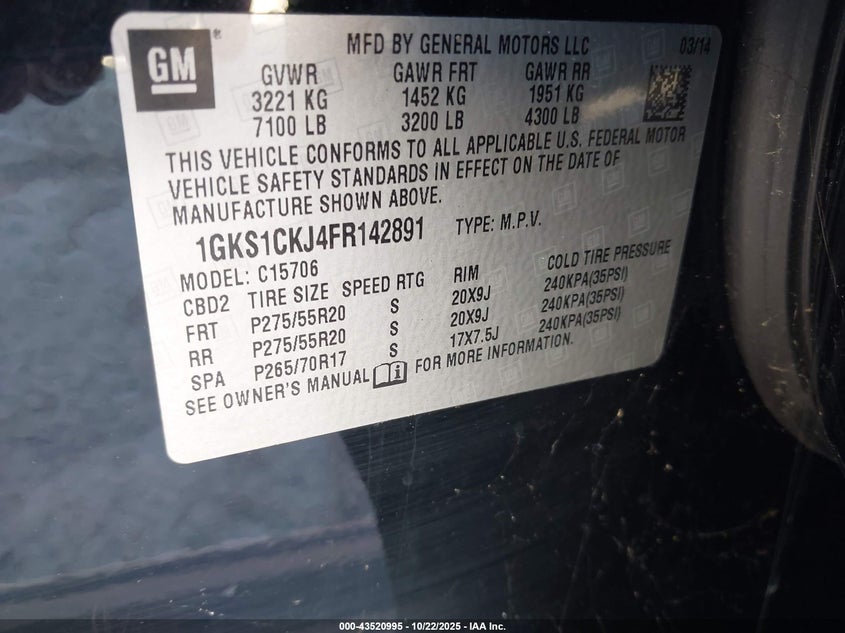 GM
MFD BY GENERAL MOTORS LLC 03/14
GVWR GAWR FRT GAWR RR
3221 KG 1452 KG 1951 KG
7100 LB 3200 LB 4300 LB
THIS VEHICLE CONFORMS TO ALL APPLICABLE U.S. FEDERAL MOTOR
VEHICLE SAFETY STANDARDS IN EFFECT ON THE DATE OF
MANUFACTURE SHOWN ABOVE.
1GKS1CKJ4FR142891 TYPE: M.P.V.
MODEL: C15706
CBD2 TIRE SIZE SPEED RTG RIM COLD TIRE PRESSURE
FRT P275/55R20 S 20X9J 240KPA(35PSI)
RR P275/55R20 S 20X9J 240KPA(35PSI)
SPA P265/70R17 S 17X7.5J 240KPA(35PSI)
SEE OWNER'S MANUAL FOR MORE INFORMATION.
000-43520995 - 10/22/2025 - IAA Inc.